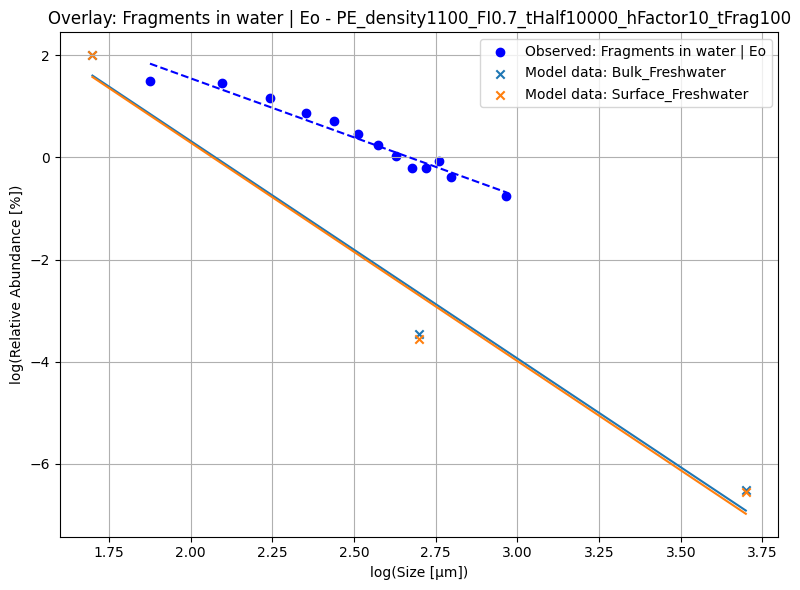 Overlay: Fragments in water | Eo - PE_density1100_FI0.7_tHalf10000_hFactor10_tFrag100
Observed: Fragments in water | Eo
Model data: Bulk_Freshwater
Model data: Surface_Freshwater
log(Relative Abundance [%])
2
0
−2
−4
−6
1.75 2.00 2.25 2.50 2.75 3.00 3.25 3.50 3.75
log(Size [µm])